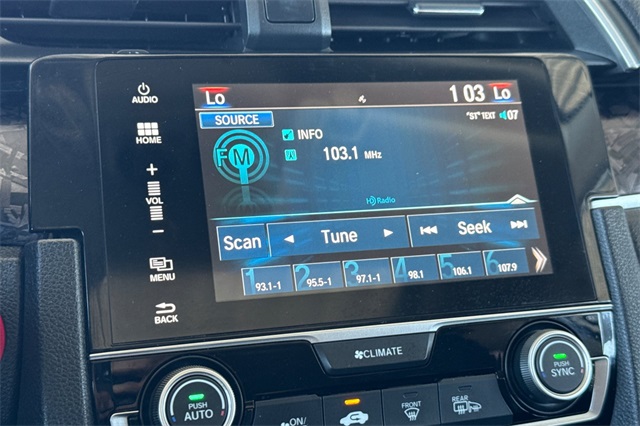 AUDIO
HOME
VOL
MENU
BACK
Lo
1 03
Lo
SOURCE
"ST" TEXT
07
FM
INFO
103.1 MHz
HD Radio
Scan
Tune
Seek
1 93.1-1
2 95.5-1
3 97.1-1
4 98.1
5 106.1
6 107.9
CLIMATE
PUSH
AUTO
PUSH
SYNC
ON/
FRONT
REAR